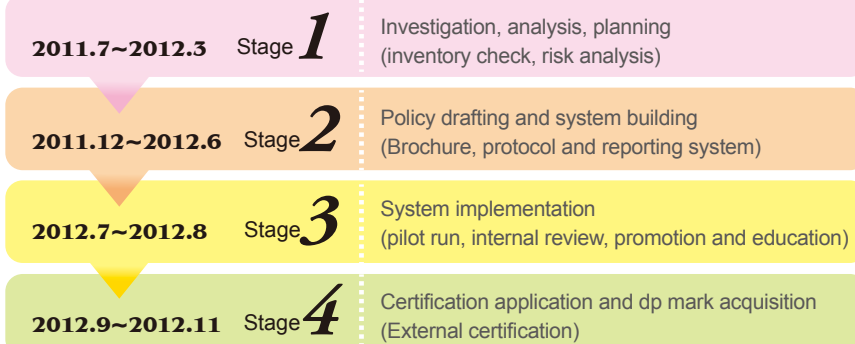 2011.7~2012.3 Stage 1
Investigation, analysis, planning
(inventory check, risk analysis)
2011.12~2012.6 Stage 2
Policy drafting and system building
(Brochure, protocol and reporting system)
2012.7~2012.8 Stage 3
System implementation
(pilot run, internal review, promotion and education)
2012.9~2012.11 Stage 4
Certification application and dp mark acquisition
(External certification)